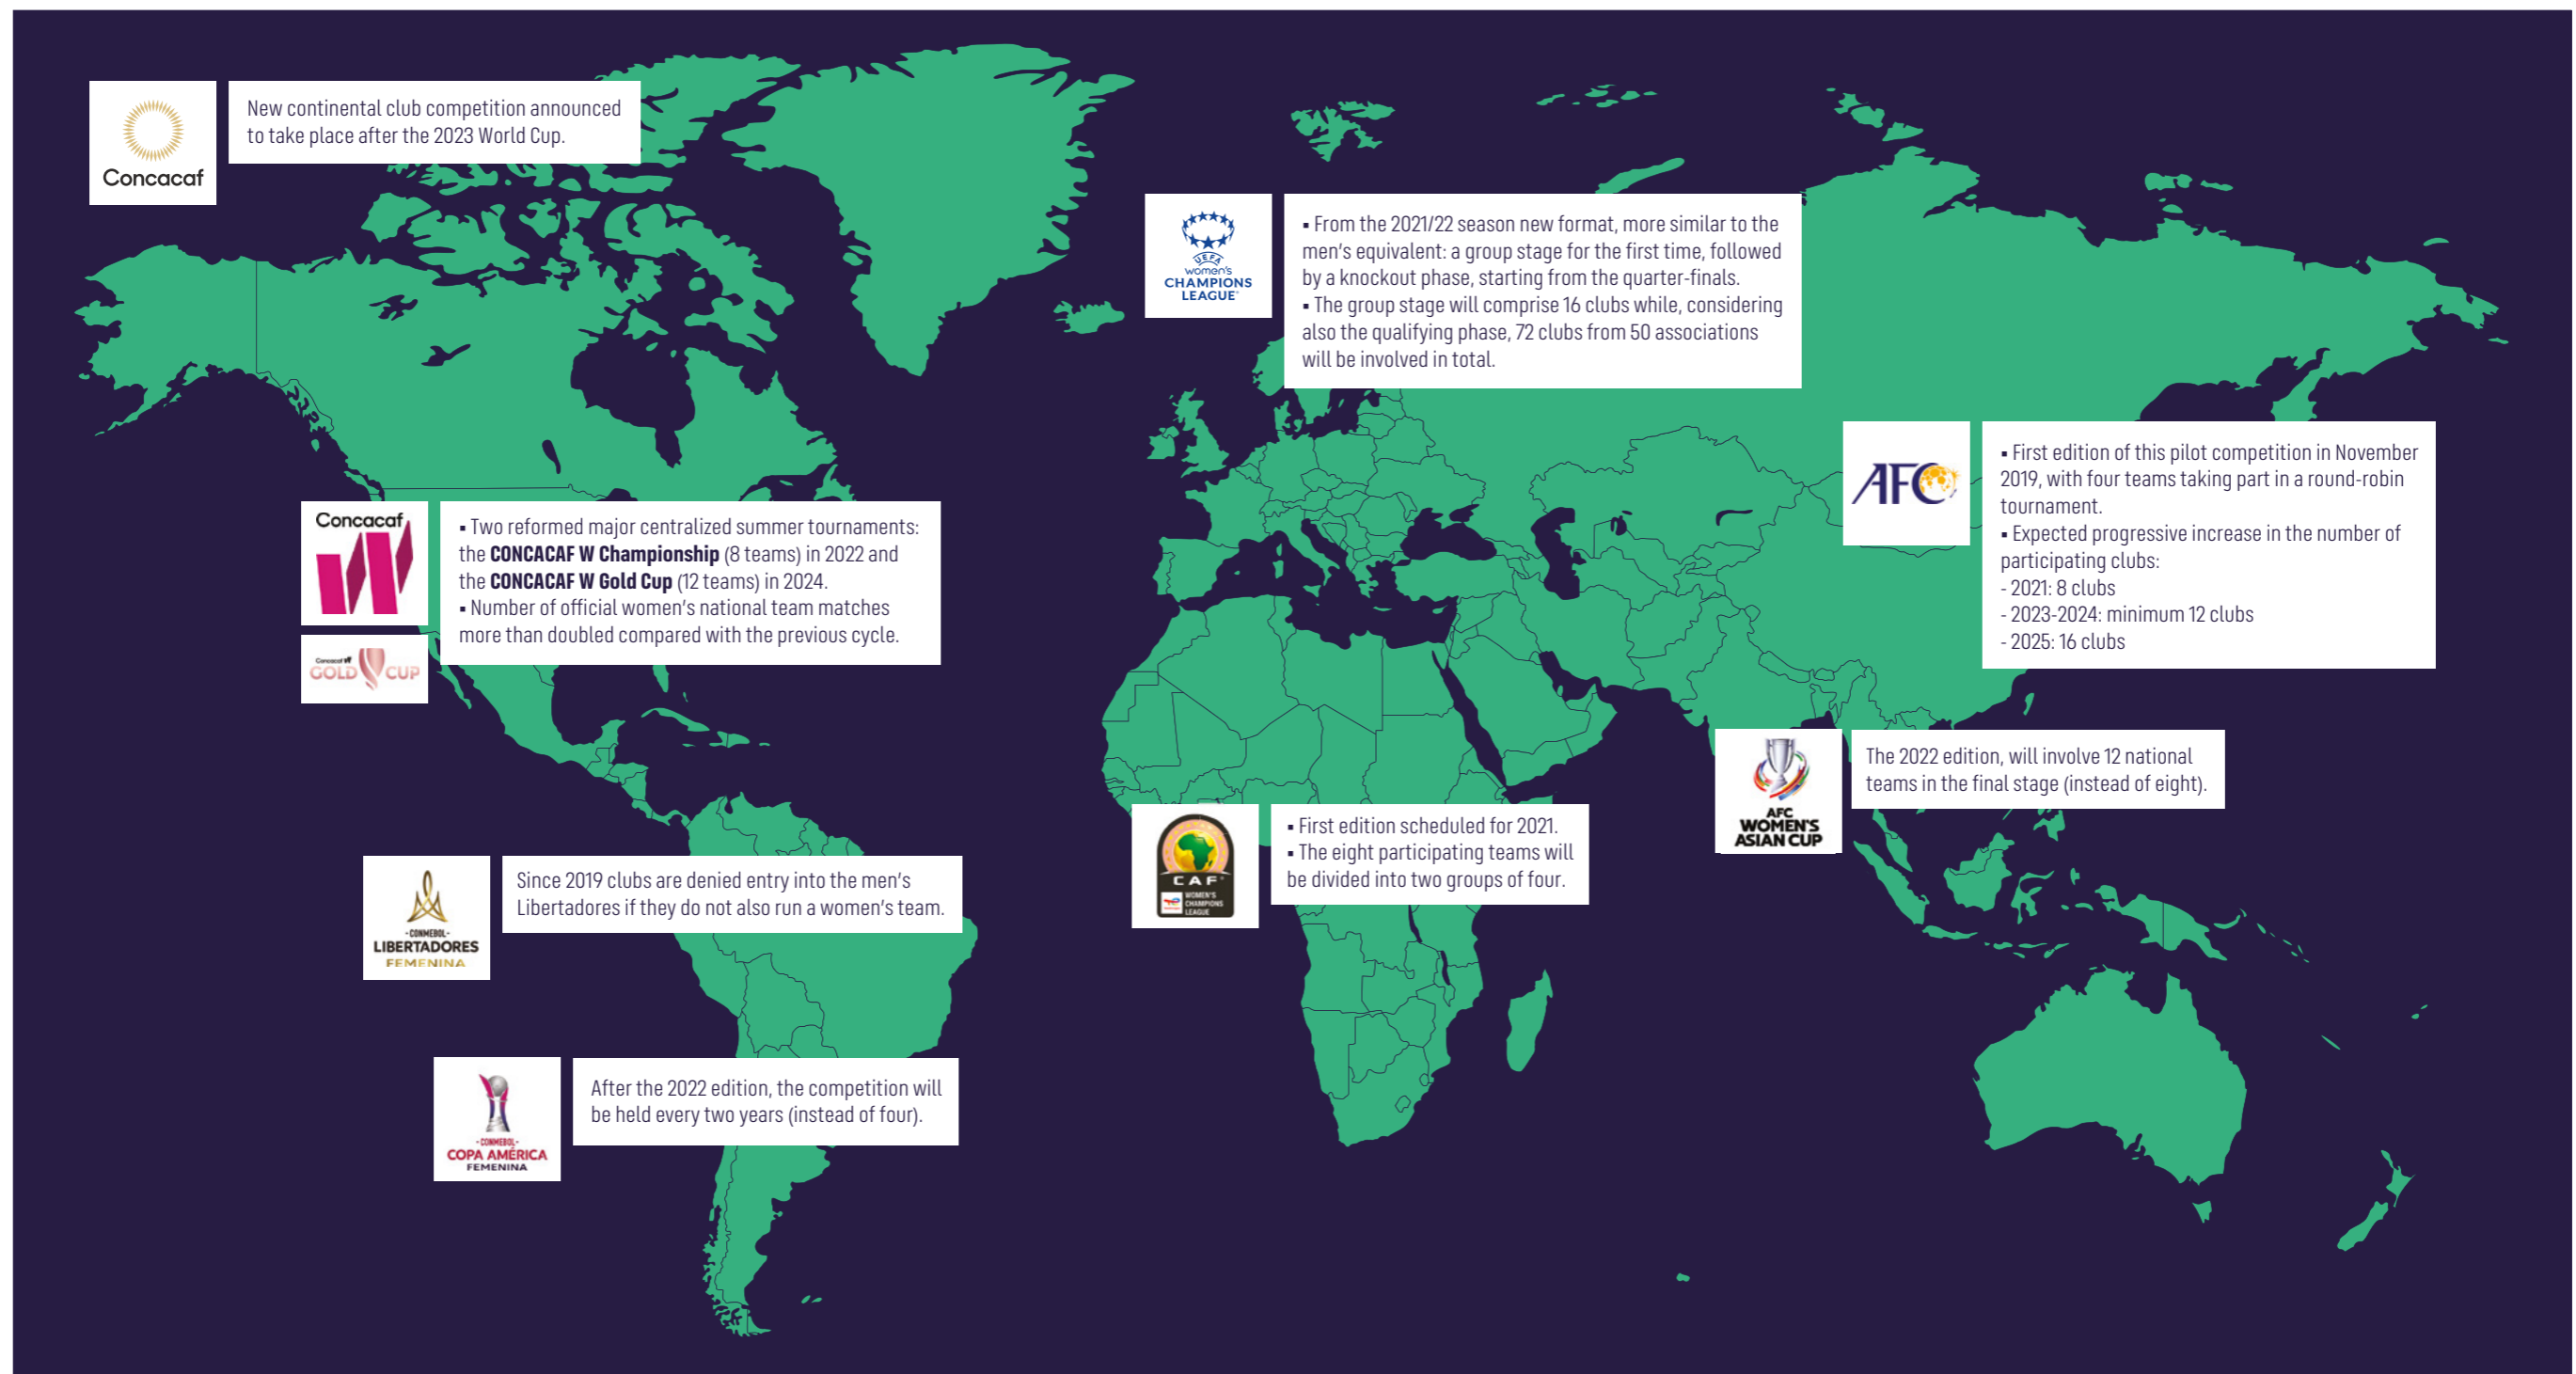 Concacaf
New continental club competition announced
to take place after the 2023 World Cup.
UEFA
women's
CHAMPIONS
LEAGUE
▪ From the 2021/22 season new format, more similar to the
men's equivalent: a group stage for the first time, followed
by a knockout phase, starting from the quarter-finals.
▪ The group stage will comprise 16 clubs while, considering
also the qualifying phase, 72 clubs from 50 associations
will be involved in total.
AFC
▪ First edition of this pilot competition in November
2019, with four teams taking part in a round-robin
tournament.
▪ Expected progressive increase in the number of
participating clubs:
- 2021: 8 clubs
- 2023-2024: minimum 12 clubs
- 2025: 16 clubs
Concacaf
W
Concacaf W
GOLD CUP
▪ Two reformed major centralized summer tournaments:
the CONCACAF W Championship (8 teams) in 2022 and
the CONCACAF W Gold Cup (12 teams) in 2024.
▪ Number of official women's national team matches
more than doubled compared with the previous cycle.
AFC
WOMEN'S
ASIAN CUP
The 2022 edition, will involve 12 national
teams in the final stage (instead of eight).
CAF
WOMEN'S
CHAMPIONS
LEAGUE
▪ First edition scheduled for 2021.
▪ The eight participating teams will
be divided into two groups of four.
-CONMEBOL-
LIBERTADORES
FEMENINA
Since 2019 clubs are denied entry into the men's
Libertadores if they do not also run a women's team.
-CONMEBOL-
COPA AMÉRICA
FEMENINA
After the 2022 edition, the competition will
be held every two years (instead of four).